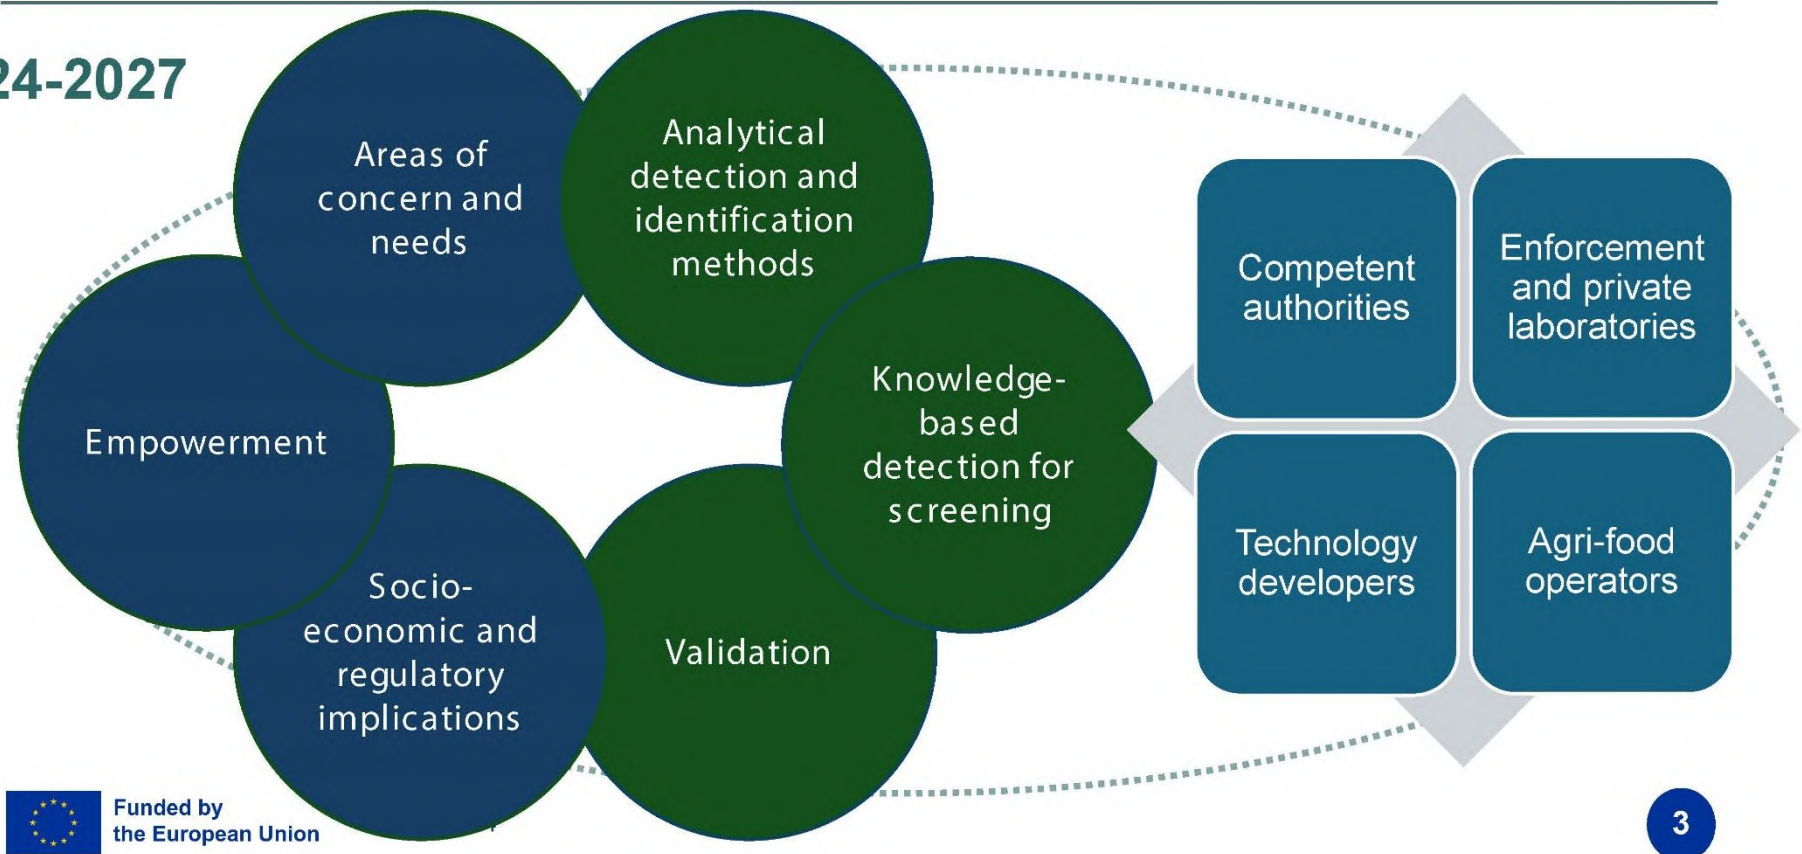 24-2027
Areas of
concern and
needs
Analytical
detection and
identification
methods
Knowledge-
based
detection for
screening
Validation
Socio-
economic and
regulatory
implications
Empowerment
Competent
authorities
Enforcement
and private
laboratories
Technology
developers
Agri-food
operators
Funded by
the European Union
3